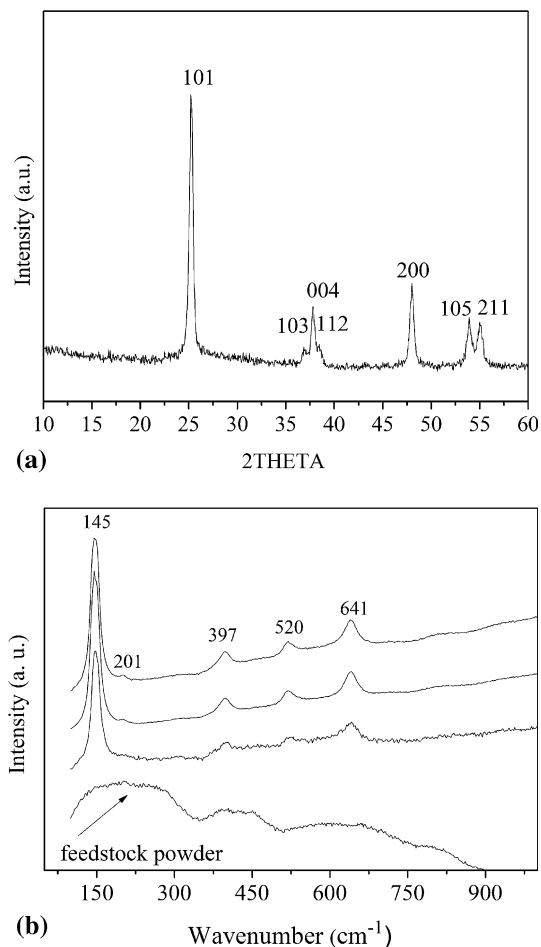 101
004
103
112
200
105
211
Intensity (a.u.)
10 15 20 25 30 35 40 45 50 55 60
(a)
2THETA
145
201
397
520
641
Intensity (a. u.)
feedstock powder
150 300 450 600 750 900
(b)
Wavenumber (cm⁻¹)